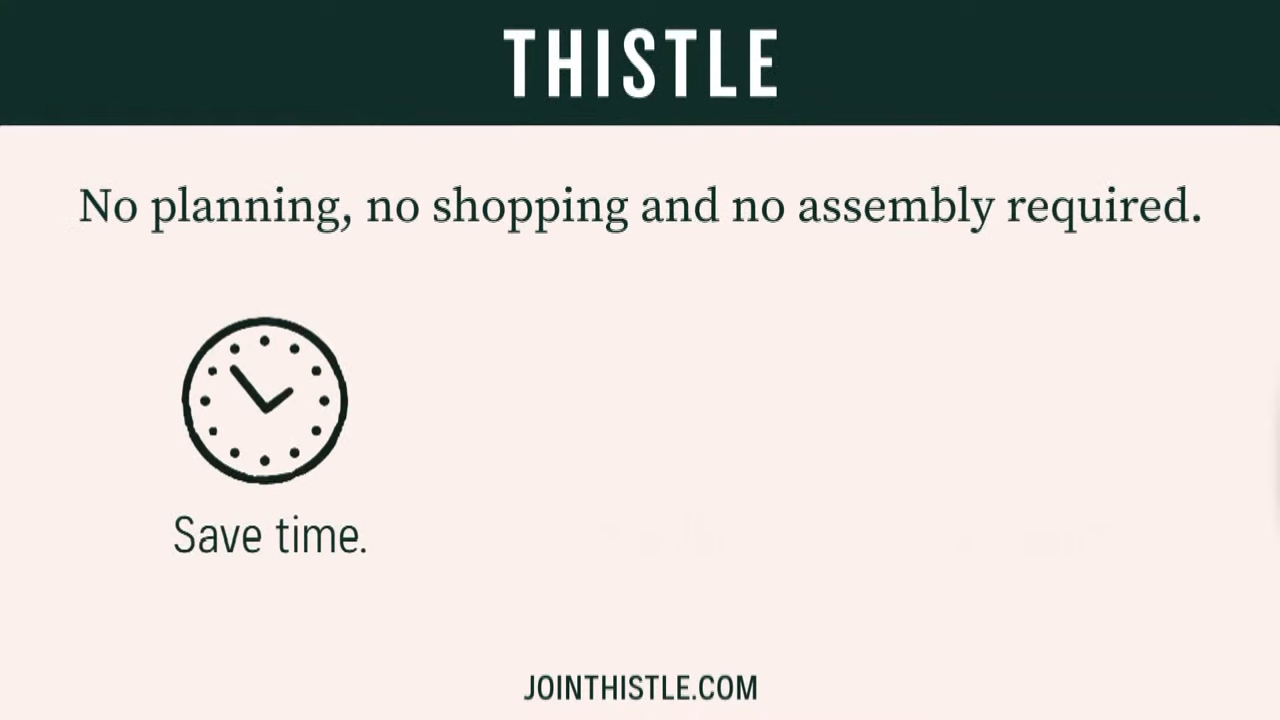 THISTLE
No planning, no shopping and no assembly required.
Save time.
JOINTHISTLE.COM